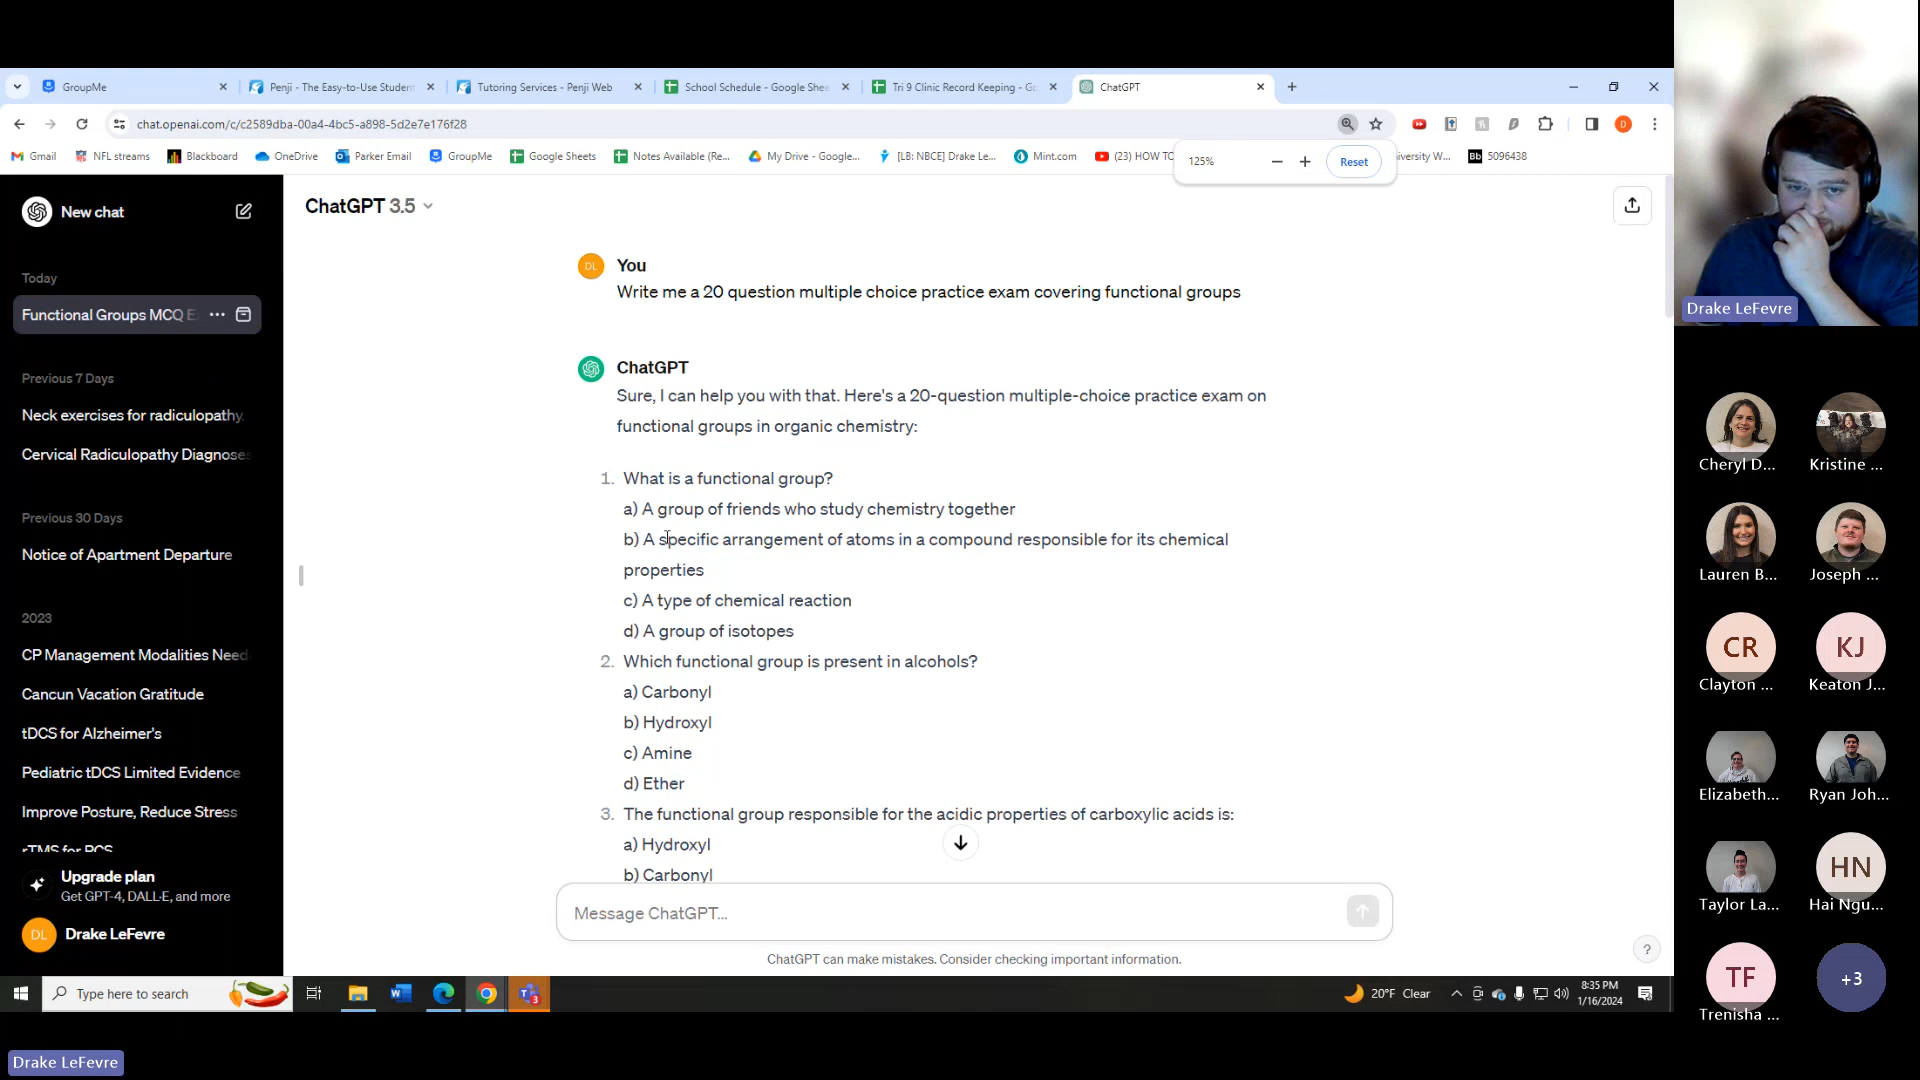 GroupMe
Penji - The Easy-to-Use Student
Tutoring Services - Penji Web
School Schedule - Google Shee
Tri 9 Clinic Record Keeping - Go
ChatGPT
chat.openai.com/c/c2589dba-00a4-4bc5-a898-5d2e7e176f28
Gmail
NFL streams
Blackboard
OneDrive
Parker Email
GroupMe
Google Sheets
Notes Available (Re...
My Drive - Google...
[LB: NBCE] Drake Le...
Mint.com
(23) HOW TO
iversity W...
Bb 5096438
125%
Reset
New chat
Today
Functional Groups MCQ E
Previous 7 Days
Neck exercises for radiculopathy.
Cervical Radiculopathy Diagnoses
Previous 30 Days
Notice of Apartment Departure
2023
CP Management Modalities Need
Cancun Vacation Gratitude
tDCS for Alzheimer's
Pediatric tDCS Limited Evidence
Improve Posture, Reduce Stress
rTMS for PCS
Upgrade plan
Get GPT-4, DALL·E, and more
DL Drake LeFevre
ChatGPT 3.5
DL You
Write me a 20 question multiple choice practice exam covering functional groups
ChatGPT
Sure, I can help you with that. Here's a 20-question multiple-choice practice exam on
functional groups in organic chemistry:
1. What is a functional group?
a) A group of friends who study chemistry together
b) A specific arrangement of atoms in a compound responsible for its chemical
properties
c) A type of chemical reaction
d) A group of isotopes
2. Which functional group is present in alcohols?
a) Carbonyl
b) Hydroxyl
c) Amine
d) Ether
3. The functional group responsible for the acidic properties of carboxylic acids is:
a) Hydroxyl
b) Carbonyl
Message ChatGPT...
ChatGPT can make mistakes. Consider checking important information.
?
Type here to search
20°F Clear
8:35 PM
1/16/2024
Drake LeFevre
Drake LeFevre
Cheryl D...
Kristine ...
Lauren B...
Joseph ...
CR
KJ
Clayton ...
Keaton J...
Elizabeth...
Ryan Joh...
HN
Taylor La...
Hai Ngu...
TF
+3
Trenisha ...